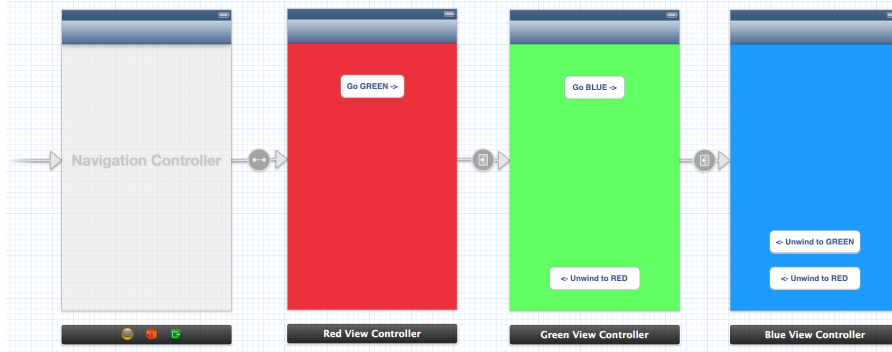 Navigation Controller
Go GREEN ->
<- Unwind to RED
Go BLUE ->
<- Unwind to GREEN
<- Unwind to RED
Red View Controller
Green View Controller
Blue View Controller